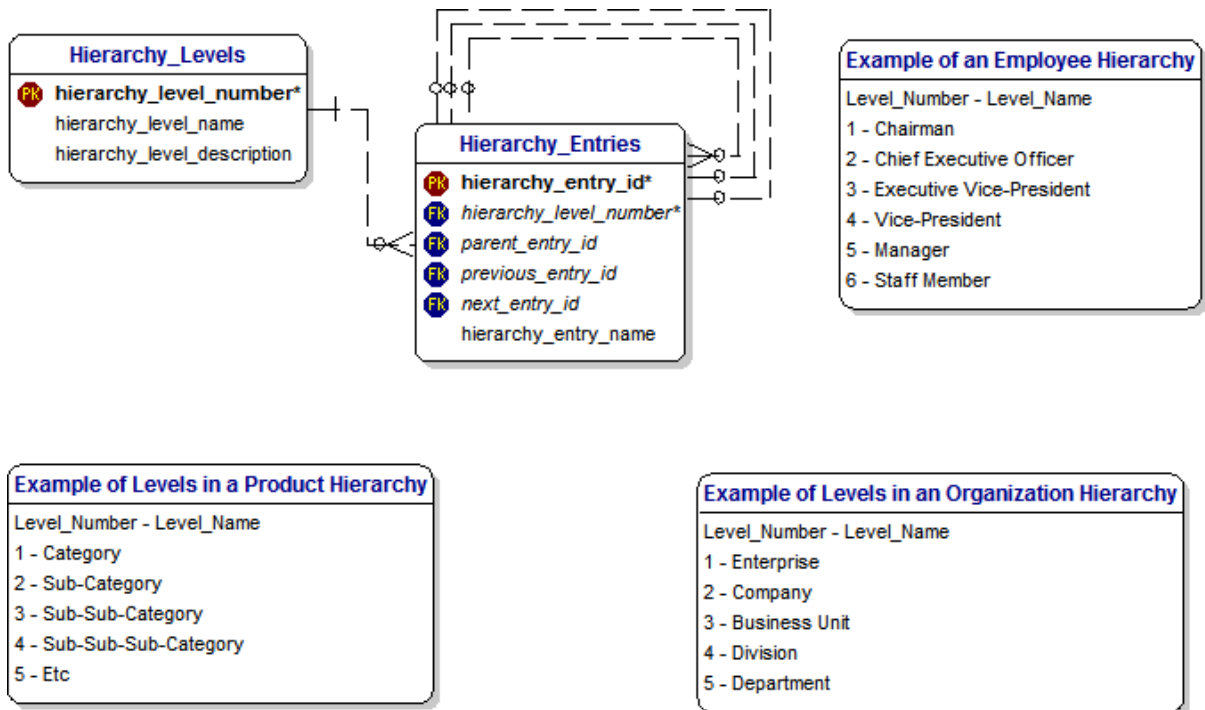 Hierarchy_Levels
PK hierarchy_level_number*
hierarchy_level_name
hierarchy_level_description
Hierarchy_Entries
PK hierarchy_entry_id*
FK hierarchy_level_number*
FK parent_entry_id
FK previous_entry_id
FK next_entry_id
hierarchy_entry_name
Example of an Employee Hierarchy
Level_Number - Level_Name
1 - Chairman
2 - Chief Executive Officer
3 - Executive Vice-President
4 - Vice-President
5 - Manager
6 - Staff Member
Example of Levels in a Product Hierarchy
Level_Number - Level_Name
1 - Category
2 - Sub-Category
3 - Sub-Sub-Category
4 - Sub-Sub-Sub-Category
5 - Etc
Example of Levels in an Organization Hierarchy
Level_Number - Level_Name
1 - Enterprise
2 - Company
3 - Business Unit
4 - Division
5 - Department